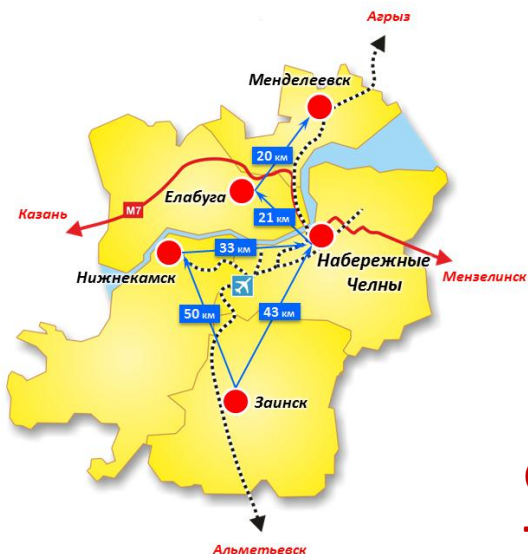 Агрыз
Менделеевск
20 км
Елабуга
М7
21 км
Казань
33 км
Нижнекамск
Набережные
Челны
Мензелинск
50 км
43 км
Заинск
Альметьевск